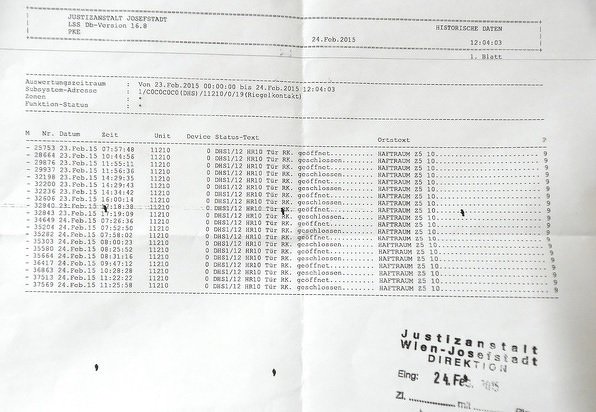 JUSTIZANSTALT JOSEFSTADT
LSS Db-Version 16.8
PKE
HISTORISCHE DATEN
24.Feb.2015 12:04:03
1. Blatt
Auswertungszeitraum : Von 23.Feb.2015 00:00:00 bis 24.Feb.2015 12:04:03
Subsystem-Adresse : 1/C0C0C0C0(DHS)/11210/0/19(Riegelkontakt)
Zonen : *
Funktion-Status : *
M Nr. Datum Zeit Unit Device Status-Text Ortstext P
- 25753 23.Feb.15 07:57:48 11210 0 DHS1/12 HR10 Tür RK. geöffnet.......... HAFTRAUM Z5 10.............................. 9
- 28664 23.Feb.15 10:44:56 11210 0 DHS1/12 HR10 Tür RK. geschlossen....... HAFTRAUM Z5 10.............................. 9
- 29876 23.Feb.15 11:55:11 11210 0 DHS1/12 HR10 Tür RK. geöffnet.......... HAFTRAUM Z5 10.............................. 9
- 29937 23.Feb.15 11:56:36 11210 0 DHS1/12 HR10 Tür RK. geschlossen....... HAFTRAUM Z5 10.............................. 9
- 32198 23.Feb.15 14:29:35 11210 0 DHS1/12 HR10 Tür RK. geöffnet.......... HAFTRAUM Z5 10.............................. 9
- 32200 23.Feb.15 14:29:43 11210 0 DHS1/12 HR10 Tür RK. geschlossen....... HAFTRAUM Z5 10.............................. 9
- 32236 23.Feb.15 14:34:42 11210 0 DHS1/12 HR10 Tür RK. geöffnet.......... HAFTRAUM Z5 10.............................. 9
- 32606 23.Feb.15 16:00:14 11210 0 DHS1/12 HR10 Tür RK. geschlossen....... HAFTRAUM Z5 10.............................. 9
- 32840 23.Feb.15 11210 0 DHS1/12 HR10 Tür RK. geöffnet.......... HAFTRAUM Z5 10.............................. 9
- 32843 23.Feb.15 17:19:09 11210 0 DHS1/12 HR10 Tür RK. geschlossen....... HAFTRAUM Z5 10.............................. 9
- 34649 24.Feb.15 07:26:36 11210 0 DHS1/12 HR10 Tür RK. geöffnet.......... HAFTRAUM Z5 10.............................. 9
- 35204 24.Feb.15 07:52:50 11210 0 DHS1/12 HR10 Tür RK. geschlossen....... HAFTRAUM Z5 10.............................. 9
- 35282 24.Feb.15 07:58:02 11210 0 DHS1/12 HR10 Tür RK. geöffnet.......... HAFTRAUM Z5 10.............................. 9
- 35303 24.Feb.15 08:00:23 11210 0 DHS1/12 HR10 Tür RK. geschlossen....... HAFTRAUM Z5 10.............................. 9
- 35580 24.Feb.15 08:25:52 11210 0 DHS1/12 HR10 Tür RK. geöffnet.......... HAFTRAUM Z5 10.............................. 9
- 35664 24.Feb.15 08:31:16 11210 0 DHS1/12 HR10 Tür RK. geschlossen....... HAFTRAUM Z5 10.............................. 9
- 36417 24.Feb.15 09:47:12 11210 0 DHS1/12 HR10 Tür RK. geöffnet.......... HAFTRAUM Z5 10.............................. 9
- 36863 24.Feb.15 10:28:28 11210 0 DHS1/12 HR10 Tür RK. geschlossen....... HAFTRAUM Z5 10.............................. 9
- 37513 24.Feb.15 11:22:22 11210 0 DHS1/12 HR10 Tür RK. geöffnet.......... HAFTRAUM Z5 10.............................. 9
- 37569 24.Feb.15 11:25:58 11210 0 DHS1/12 HR10 Tür RK. geschlossen....... HAFTRAUM Z5 10.............................. 9
Justizanstalt
Wien-Josefstadt
DIREKTION
Eing: 24.Feb. 2015
Zl. ............ mit ......